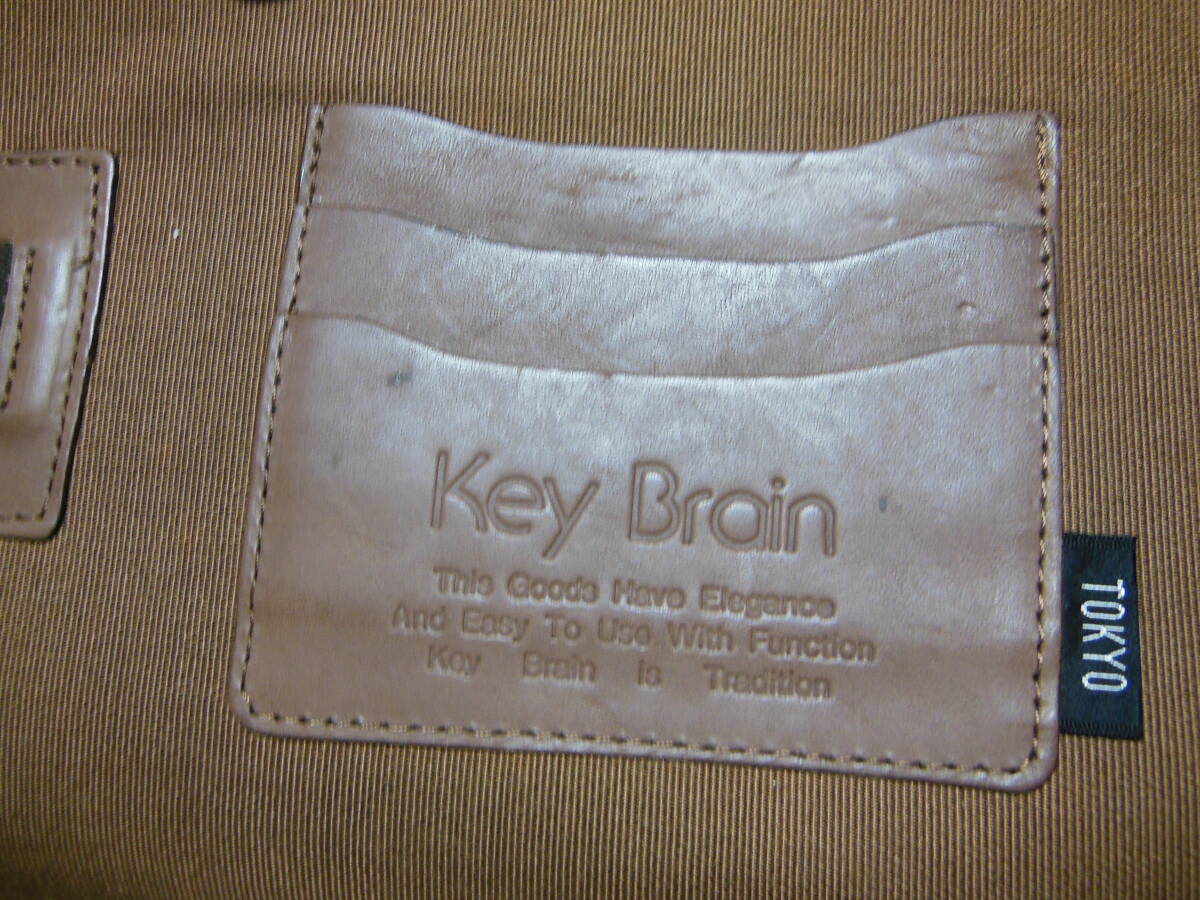 Key Brain
This Goods Have Elegance
And Easy To Use With Function
Key Brain is Tradition
TOKYO